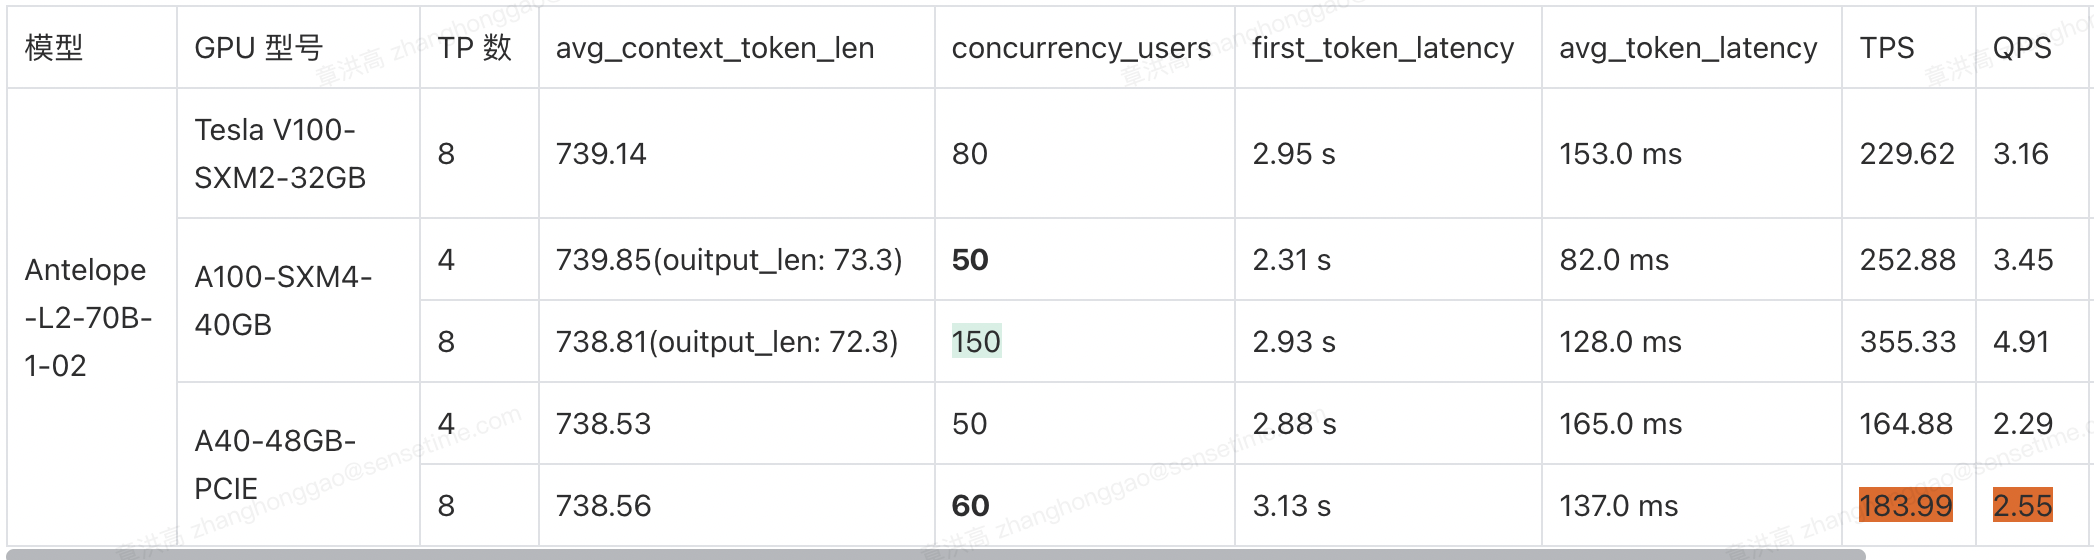 模型 GPU 型号 TP 数 avg_context_token_len concurrency_users first_token_latency avg_token_latency TPS QPS
Antelope
-L2-70B-
1-02
Tesla V100-
SXM2-32GB
8 739.14 80 2.95 s 153.0 ms 229.62 3.16
A100-SXM4-
40GB
4 739.85(ouitput_len: 73.3) 50 2.31 s 82.0 ms 252.88 3.45
8 738.81(ouitput_len: 72.3) 150 2.93 s 128.0 ms 355.33 4.91
A40-48GB-
PCIE
4 738.53 50 2.88 s 165.0 ms 164.88 2.29
8 738.56 60 3.13 s 137.0 ms 183.99 2.55
章洪高 zhanghonggao@sensetime.com